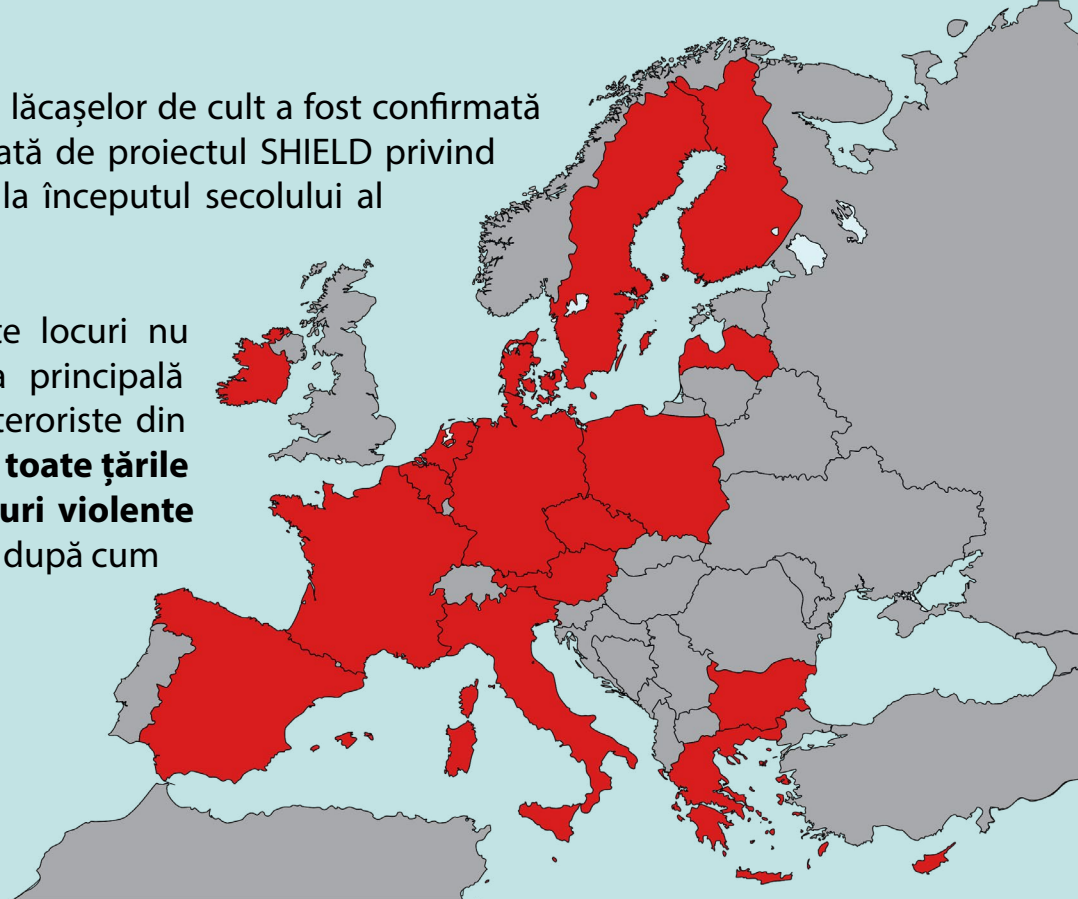 lăcașelor de cult a fost confirmată
ată de proiectul SHIELD privind
la începutul secolului al
te locuri nu
a principală
teroriste din
toate țările
uri violente
după cum